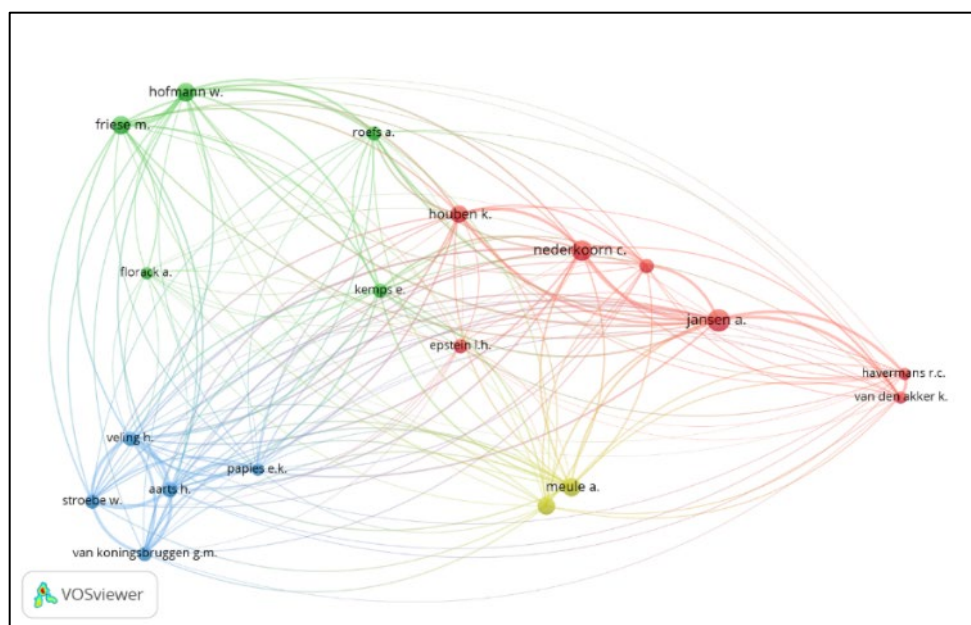 hofmann w.
friese m.
roefs a.
houben k.
nederkoorn c.
florack a.
kemps e.
jansen a.
epstein l.h.
havermans r.c.
van den akker k.
veling h.
papies e.k.
aarts h.
stroebe w.
meule a.
van koningsbruggen g.m.
VOSviewer